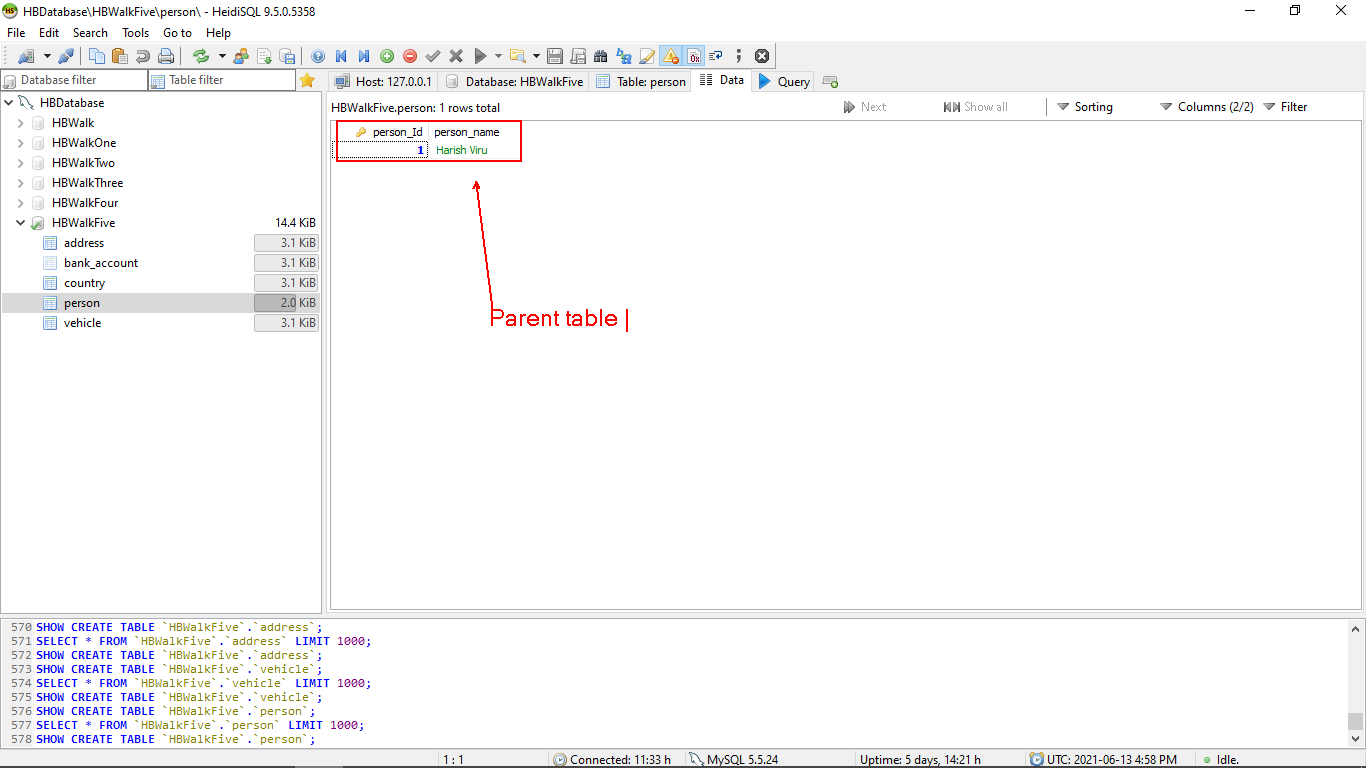 HBDatabase\HBWalkFive\person\ - HeidiSQL 9.5.0.5358
File Edit Search Tools Go to Help
Database filter Table filter
Host: 127.0.0.1 Database: HBWalkFive Table: person Data Query
HBDatabase
HBWalk
HBWalkOne
HBWalkTwo
HBWalkThree
HBWalkFour
HBWalkFive 14.4 KiB
address 3.1 KiB
bank_account 3.1 KiB
country 3.1 KiB
person 2.0 KiB
vehicle 3.1 KiB
HBWalkFive.person: 1 rows total Next Show all Sorting Columns (2/2) Filter
person_Id person_name
1 Harish Viru
Parent table |
570 SHOW CREATE TABLE `HBWalkFive`.`address`;
571 SELECT * FROM `HBWalkFive`.`address` LIMIT 1000;
572 SHOW CREATE TABLE `HBWalkFive`.`address`;
573 SHOW CREATE TABLE `HBWalkFive`.`vehicle`;
574 SELECT * FROM `HBWalkFive`.`vehicle` LIMIT 1000;
575 SHOW CREATE TABLE `HBWalkFive`.`vehicle`;
576 SHOW CREATE TABLE `HBWalkFive`.`person`;
577 SELECT * FROM `HBWalkFive`.`person` LIMIT 1000;
578 SHOW CREATE TABLE `HBWalkFive`.`person`;
1 : 1 Connected: 11:33 h MySQL 5.5.24 Uptime: 5 days, 14:21 h UTC: 2021-06-13 4:58 PM Idle.